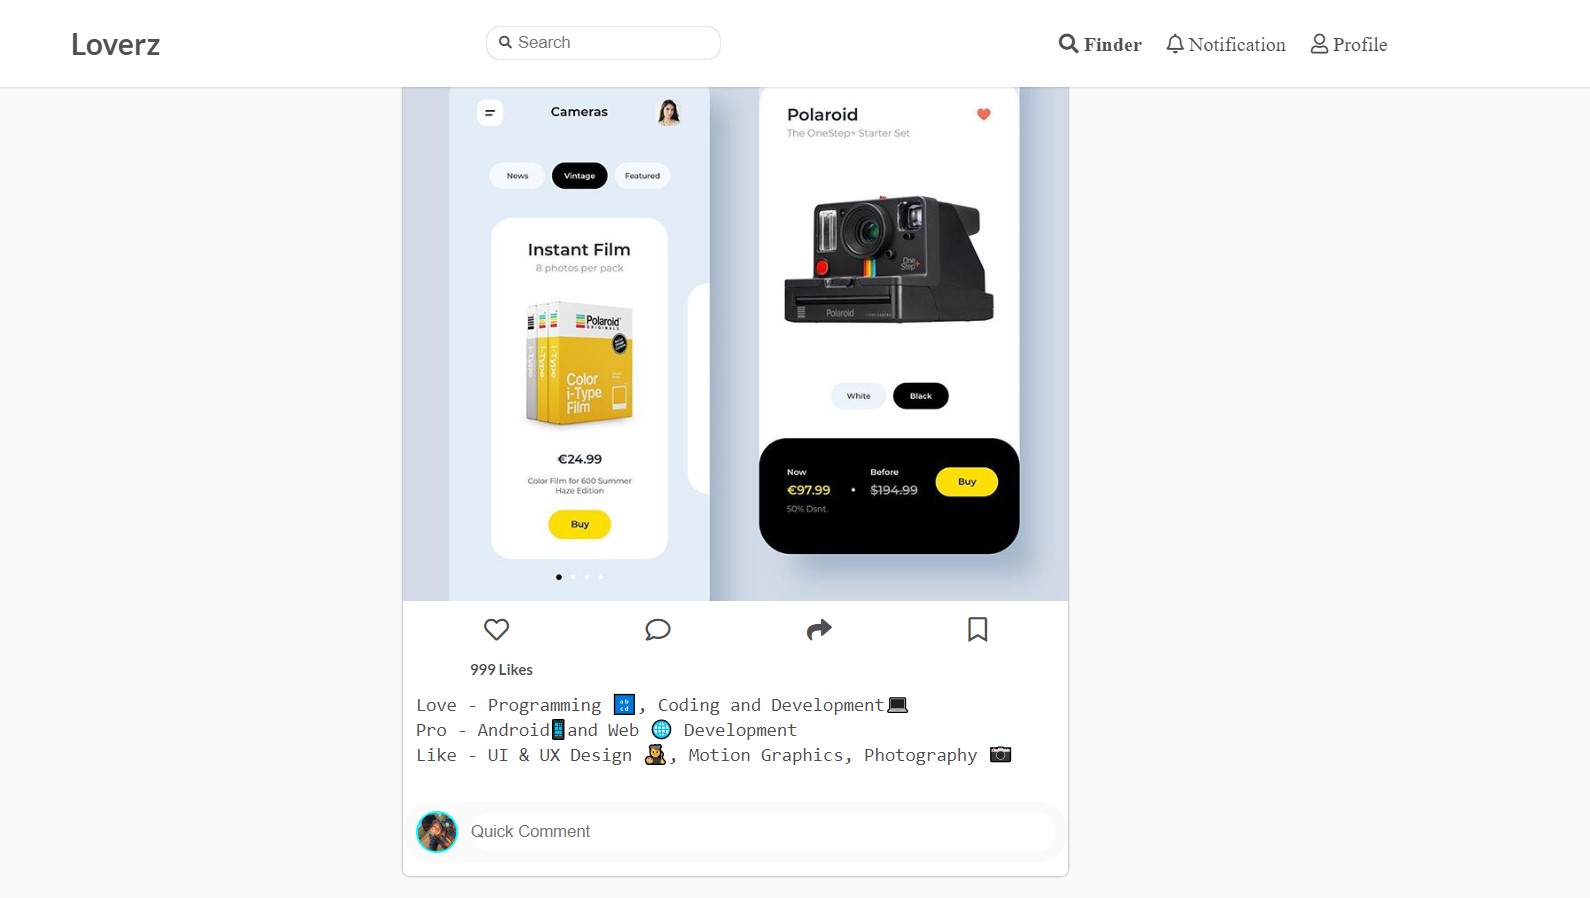 Loverz
Search
Finder
Notification
Profile
Cameras
News
Vintage
Featured
Instant Film
8 photos per pack
Polaroid
ORIGINALS
i-Type
i-Type
i-Type
Color
i-Type
Film
€24.99
Color Film for 600 Summer
Haze Edition
Buy
Polaroid
The OneStep+ Starter Set
One
Step+
Polaroid
White
Black
Now
Before
€97.99
$194.99
50% Dsnt.
Buy
999 Likes
Love - Programming 🔡, Coding and Development💻
Pro - Android📱and Web 🌐 Development
Like - UI & UX Design 👩‍🎓, Motion Graphics, Photography 📷
Quick Comment